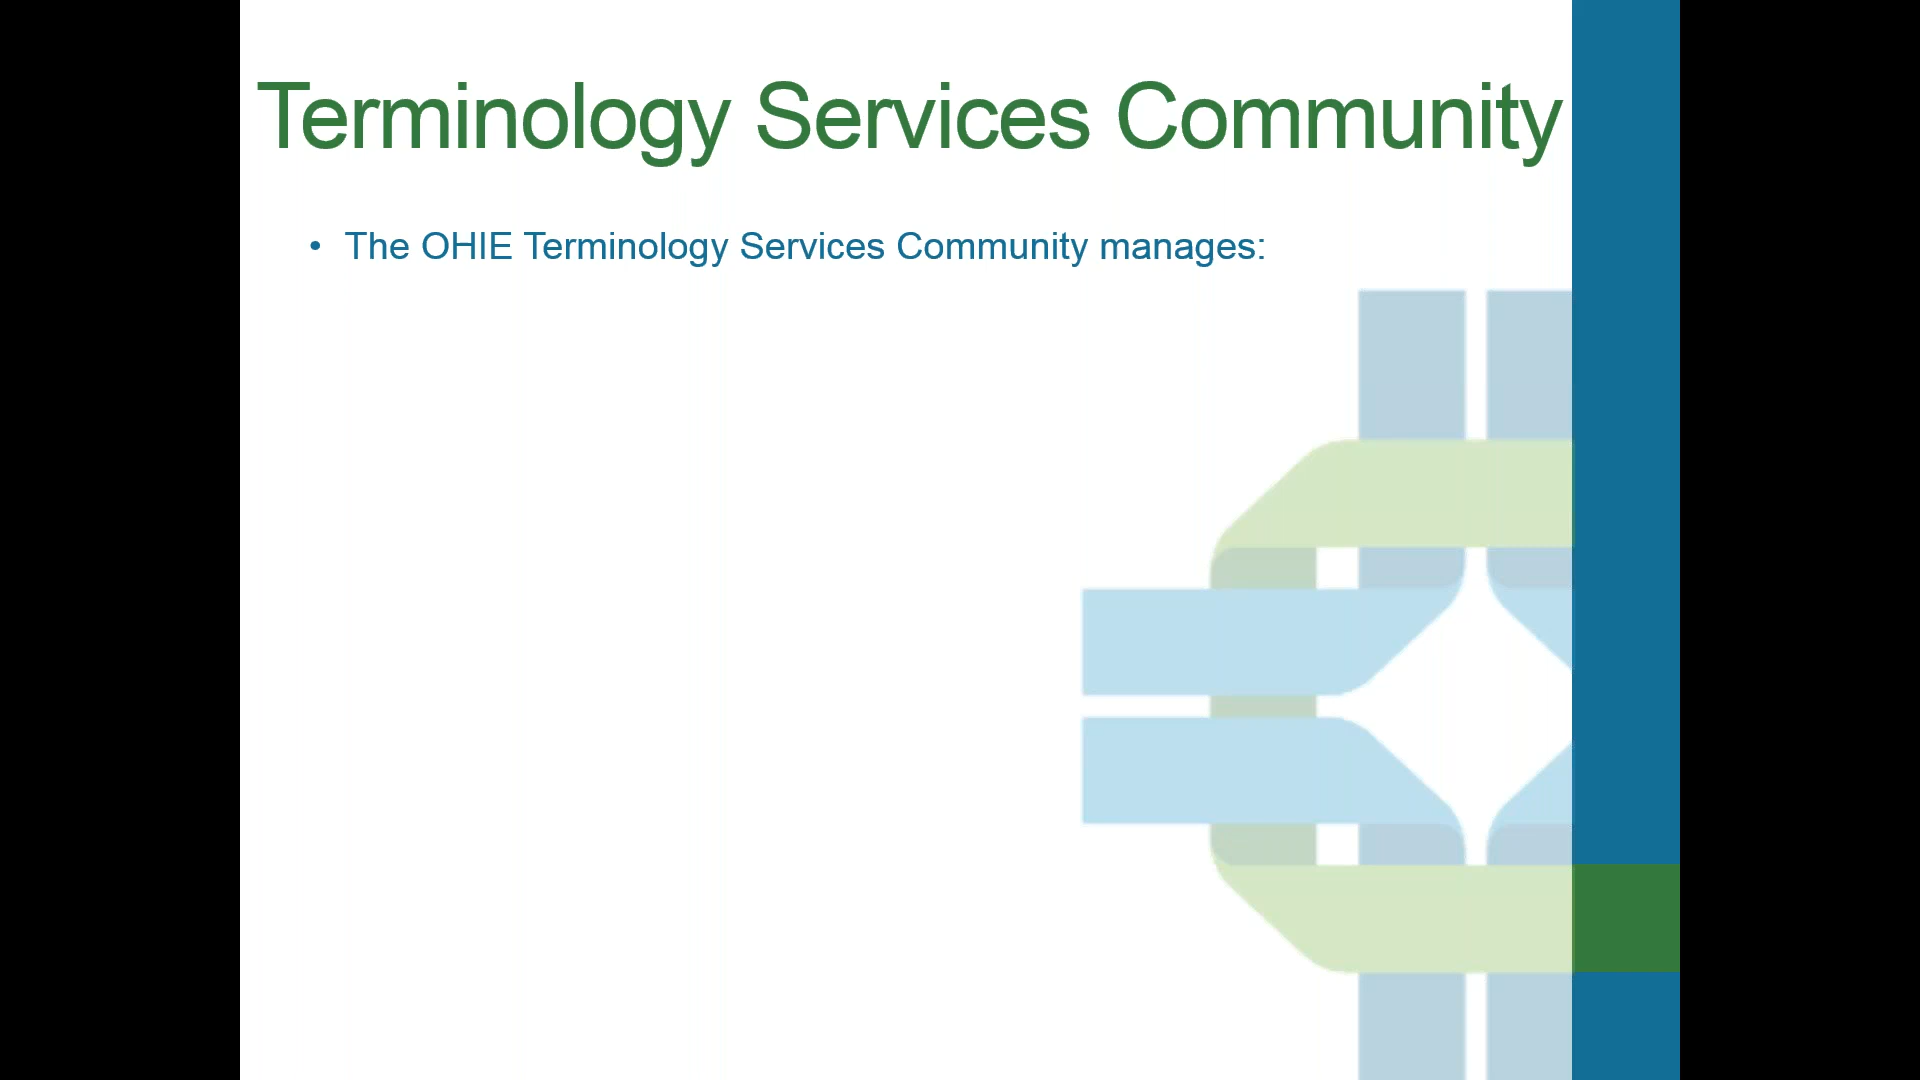 Terminology Services Community
• The OHIE Terminology Services Community manages: